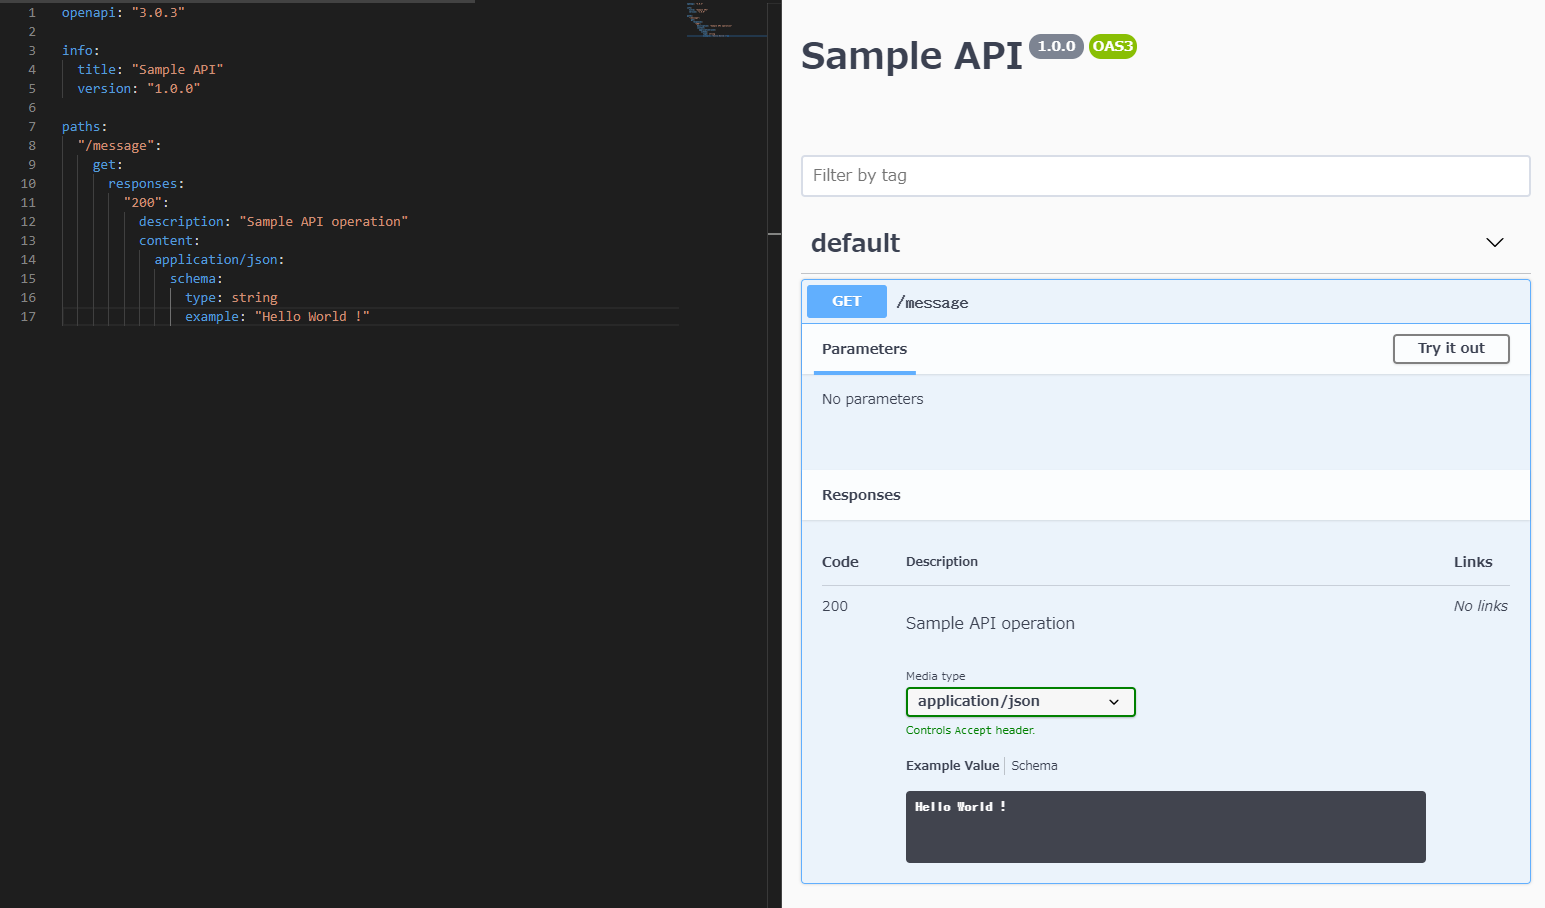 1 openapi: "3.0.3"
2
3 info:
4 title: "Sample API"
5 version: "1.0.0"
6
7 paths:
8 "/message":
9 get:
10 responses:
11 "200":
12 description: "Sample API operation"
13 content:
14 application/json:
15 schema:
16 type: string
17 example: "Hello World !"
Sample API 1.0.0 OAS3
Filter by tag
default
GET /message
Parameters Try it out
No parameters
Responses
Code Description Links
200 No links
Sample API operation
Media type
application/json
Controls Accept header.
Example Value Schema
Hello World !